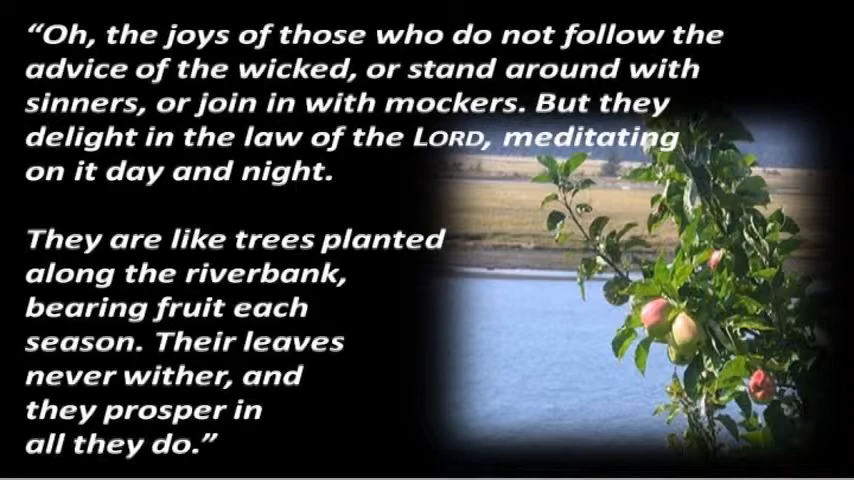 “Oh, the joys of those who do not follow the
advice of the wicked, or stand around with
sinners, or join in with mockers. But they
delight in the law of the LORD, meditating
on it day and night.
They are like trees planted
along the riverbank,
bearing fruit each
season. Their leaves
never wither, and
they prosper in
all they do.”